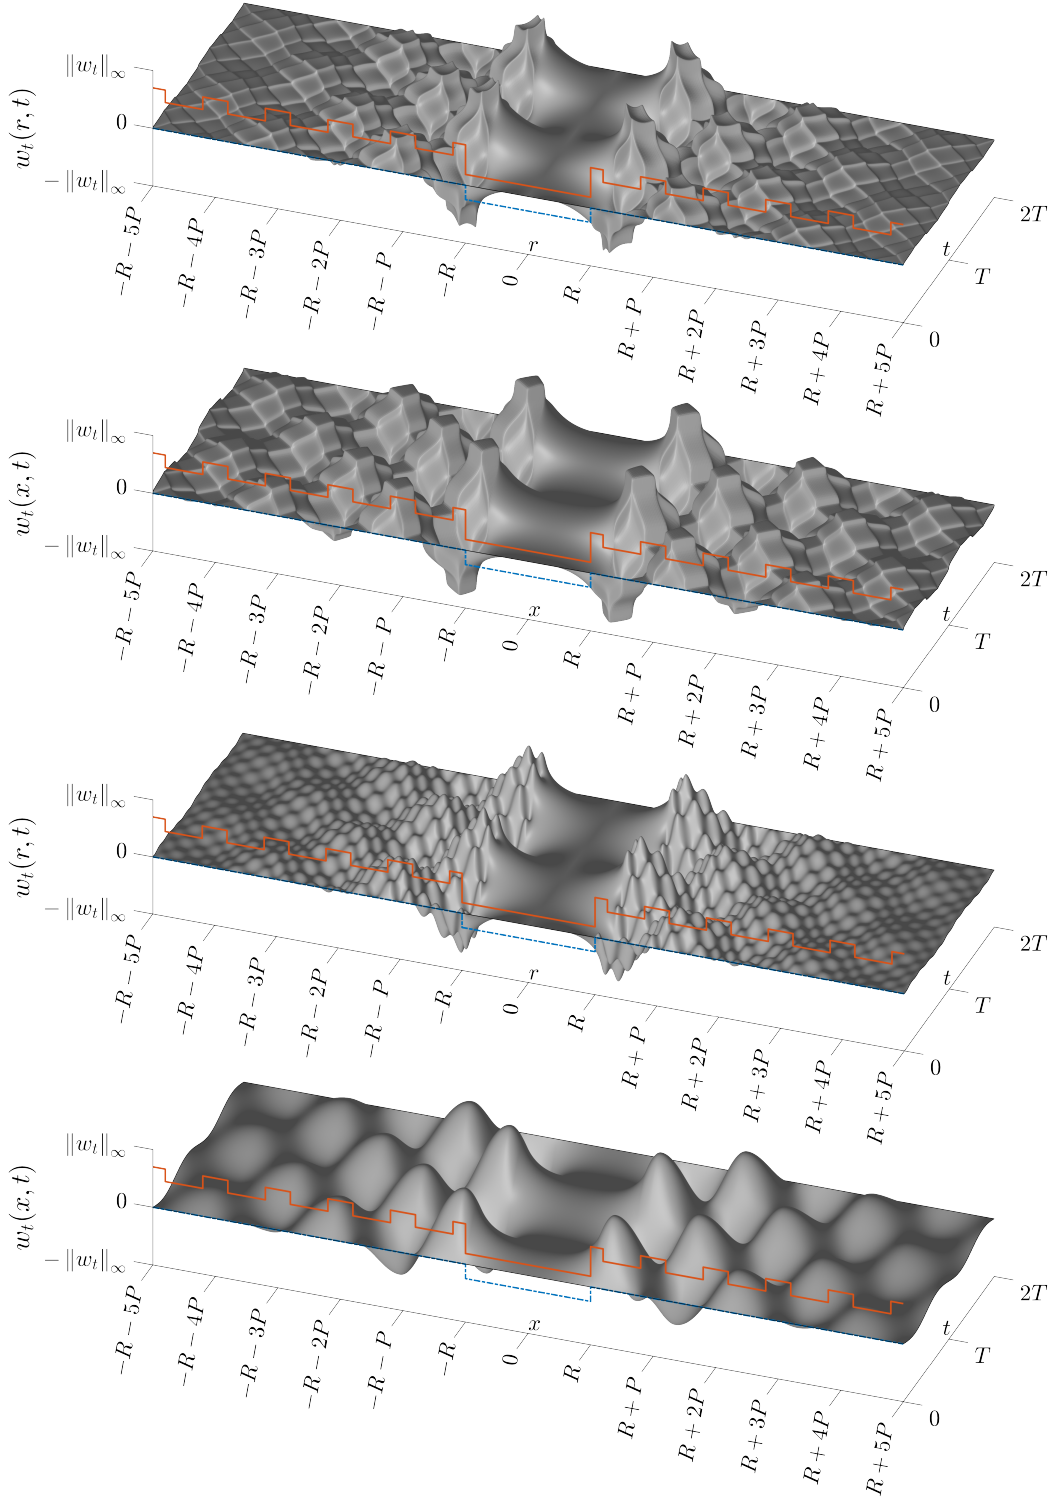 ‖w_t‖_∞
0
−‖w_t‖_∞
w_t(r, t)
−R − 5P
−R − 4P
−R − 3P
−R − 2P
−R − P
−R
0
r
R
R + P
R + 2P
R + 3P
R + 4P
R + 5P
0
T
t
2T
‖w_t‖_∞
0
−‖w_t‖_∞
w_t(x, t)
−R − 5P
−R − 4P
−R − 3P
−R − 2P
−R − P
−R
0
x
R
R + P
R + 2P
R + 3P
R + 4P
R + 5P
0
T
t
2T
‖w_t‖_∞
0
−‖w_t‖_∞
w_t(r, t)
−R − 5P
−R − 4P
−R − 3P
−R − 2P
−R − P
−R
0
r
R
R + P
R + 2P
R + 3P
R + 4P
R + 5P
0
T
t
2T
‖w_t‖_∞
0
−‖w_t‖_∞
w_t(x, t)
−R − 5P
−R − 4P
−R − 3P
−R − 2P
−R − P
−R
0
x
R
R + P
R + 2P
R + 3P
R + 4P
R + 5P
0
T
t
2T